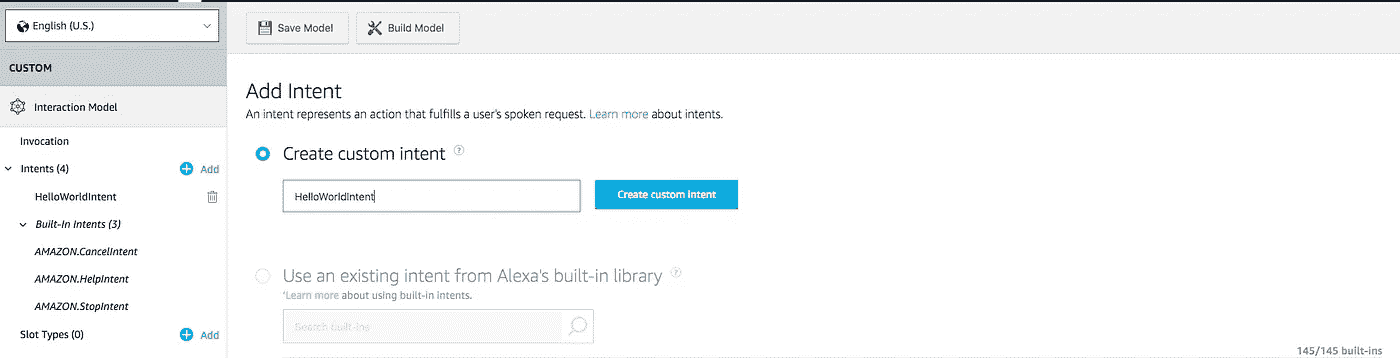 English (U.S.)
Save Model
Build Model
CUSTOM
Interaction Model
Invocation
Intents (4)
Add
HelloWorldIntent
Built-In Intents (3)
AMAZON.CancelIntent
AMAZON.HelpIntent
AMAZON.StopIntent
Slot Types (0)
Add
Add Intent
An intent represents an action that fulfills a user's spoken request. Learn more about intents.
Create custom intent ?
HelloWorldIntent
Create custom intent
Use an existing intent from Alexa's built-in library ?
'Learn more about using built-in intents.
Search built-ins
145/145 built-ins